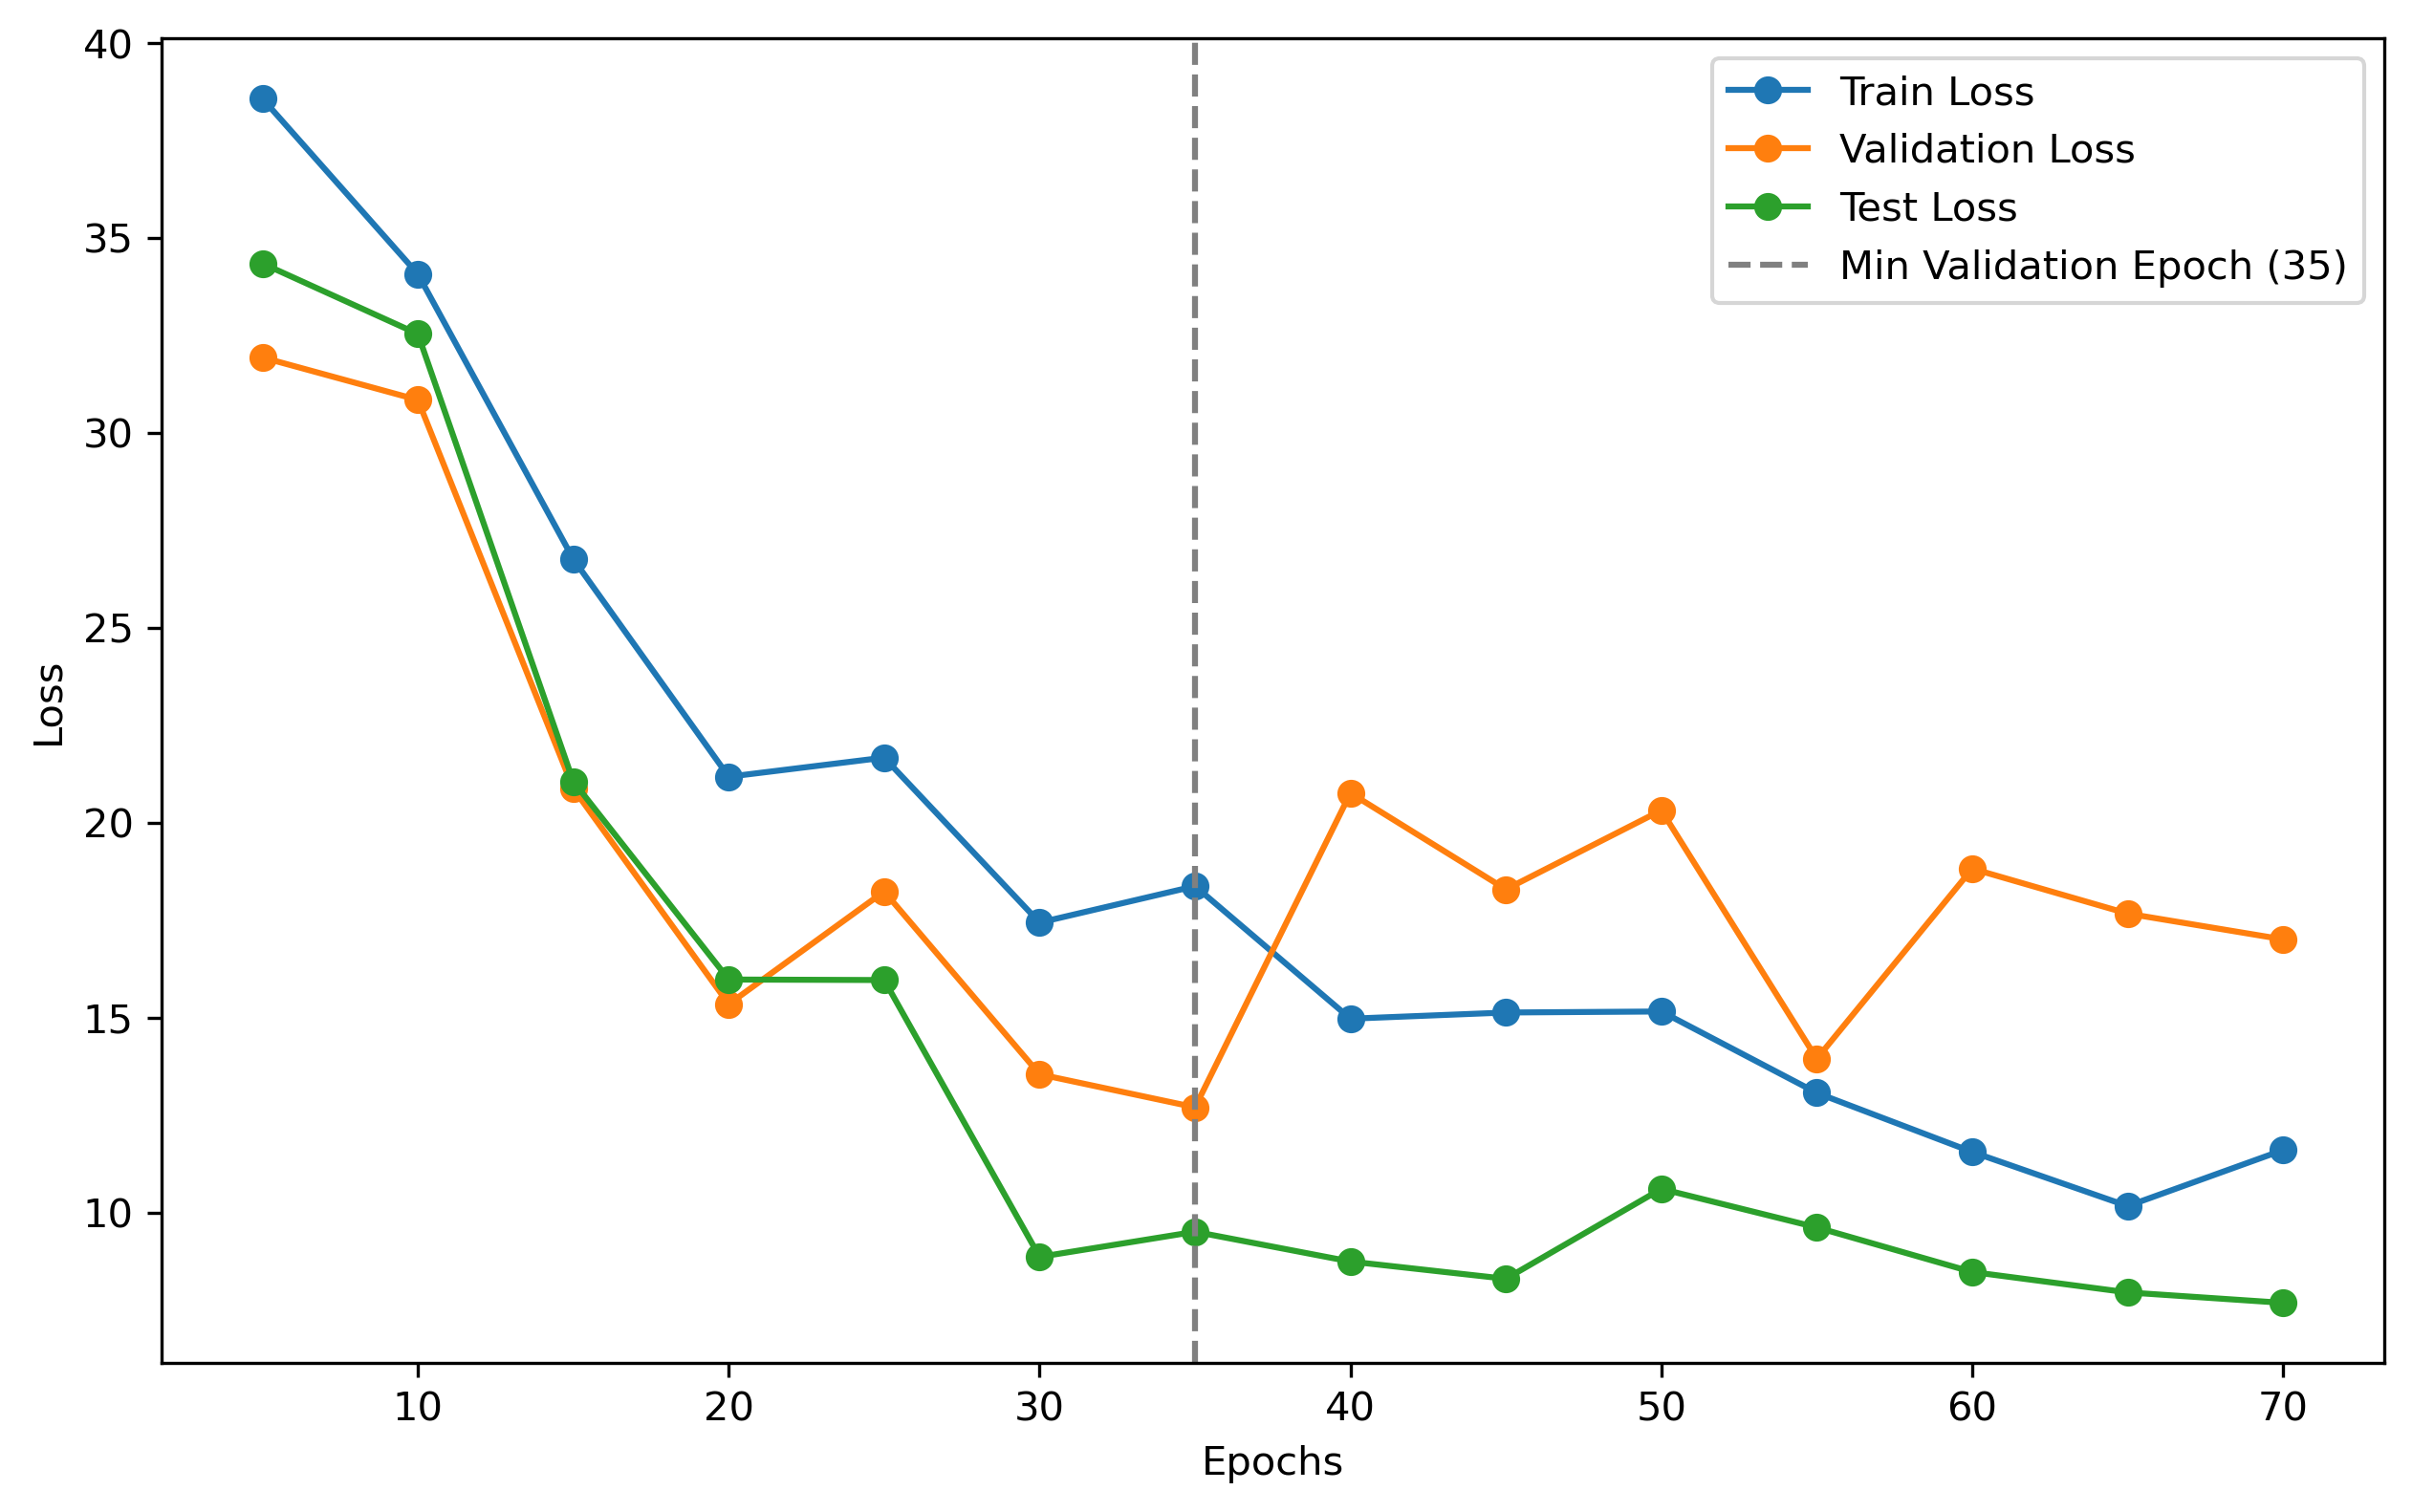 Train Loss
Validation Loss
Test Loss
Min Validation Epoch (35)
Loss
40
35
30
25
20
15
10
10 20 30 40 50 60 70
Epochs